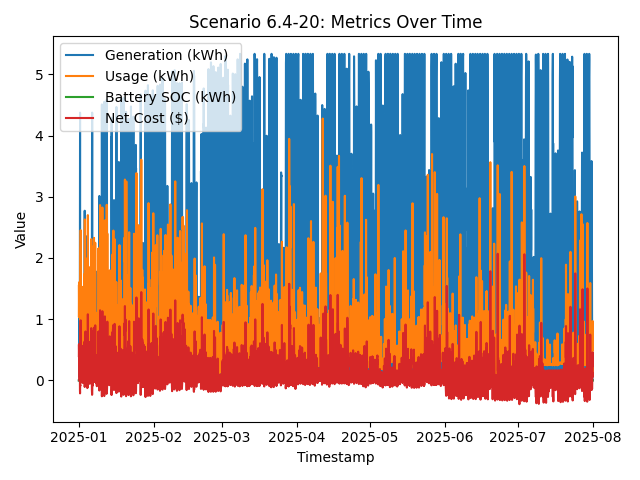 Scenario 6.4-20: Metrics Over Time
Generation (kWh)
Usage (kWh)
Battery SOC (kWh)
Net Cost ($)
5
4
3
2
1
0
Value
2025-01 2025-02 2025-03 2025-04 2025-05 2025-06 2025-07 2025-08
Timestamp